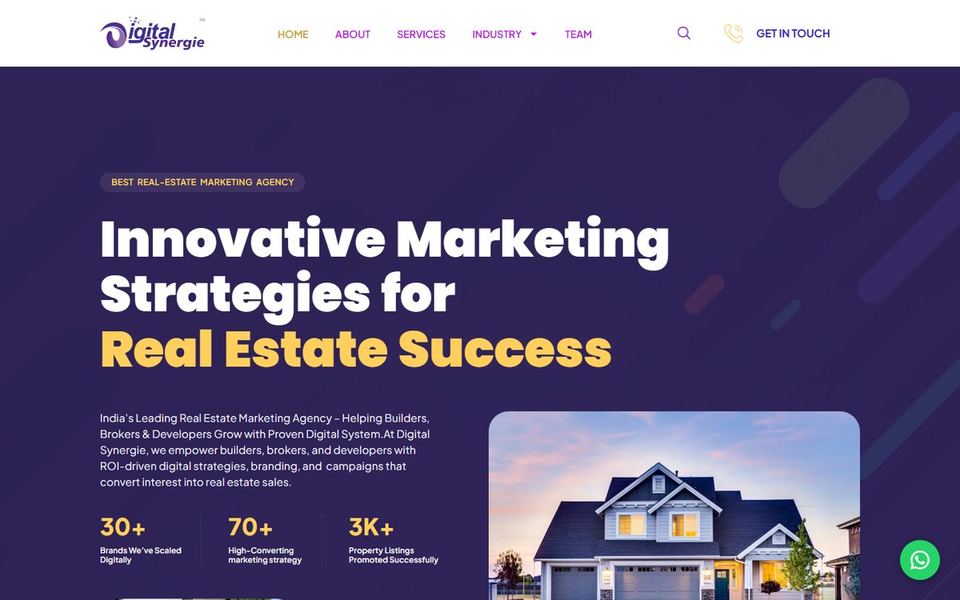 Digital
Synergie
TM
HOME
ABOUT
SERVICES
INDUSTRY
TEAM
GET IN TOUCH
BEST REAL-ESTATE MARKETING AGENCY
Innovative Marketing
Strategies for
Real Estate Success
India's Leading Real Estate Marketing Agency – Helping Builders,
Brokers & Developers Grow with Proven Digital System.At Digital
Synergie, we empower builders, brokers, and developers with
ROI-driven digital strategies, branding, and campaigns that
convert interest into real estate sales.
30+
Brands We've Scaled
Digitally
70+
High-Converting
marketing strategy
3K+
Property Listings
Promoted Successfully